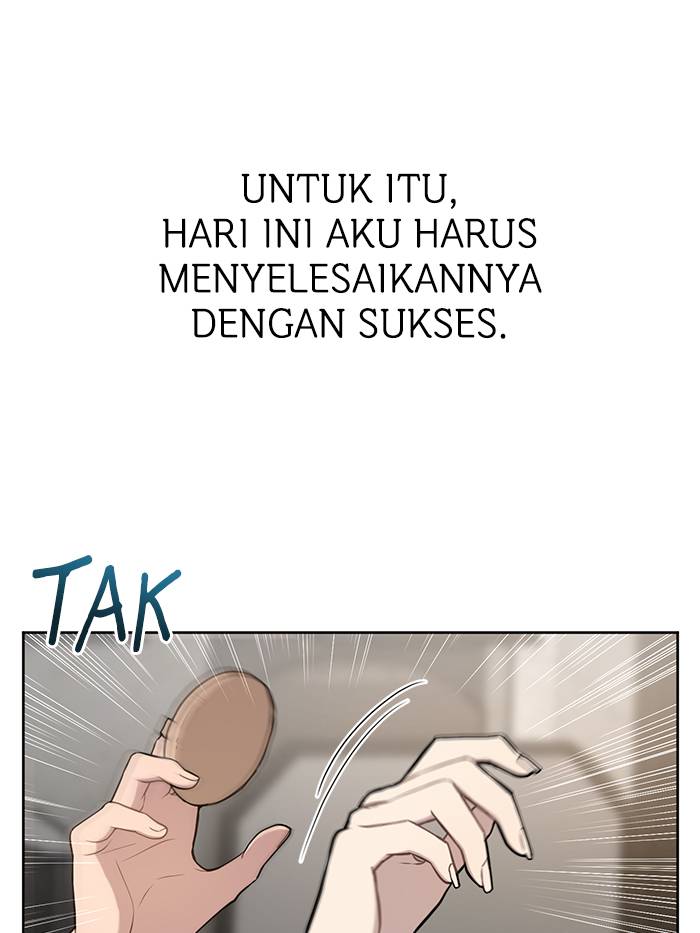 UNTUK ITU,
HARI INI AKU HARUS
MENYELESAIKANNYA
DENGAN SUKSES.
TAK